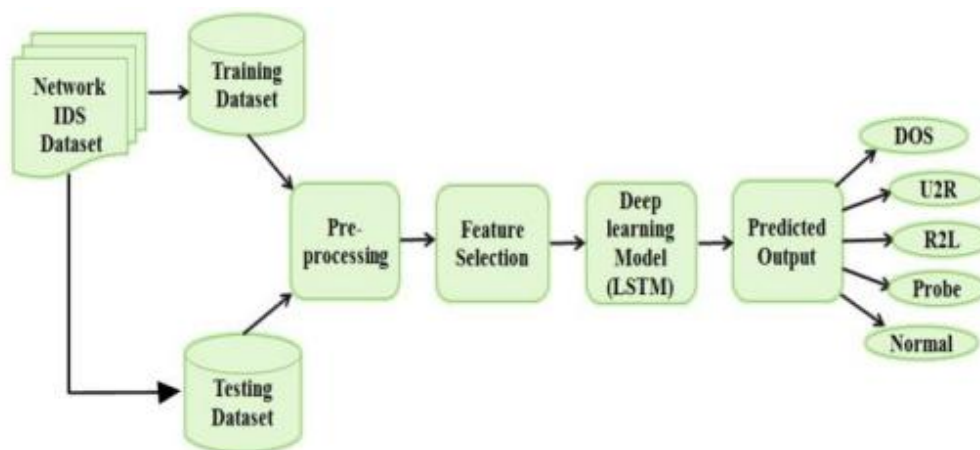 Network
IDS
Dataset
Training
Dataset
Testing
Dataset
Pre-
processing
Feature
Selection
Deep
learning
Model
(LSTM)
Predicted
Output
DOS
U2R
R2L
Probe
Normal